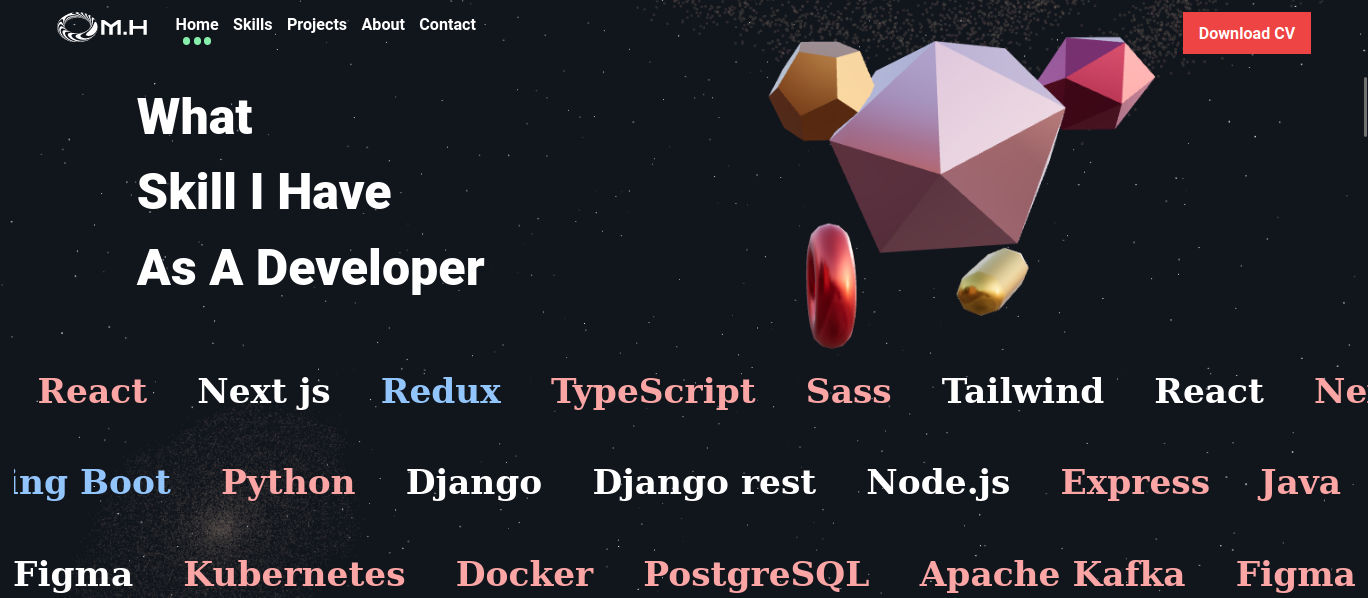 M.H Home Skills Projects About Contact Download CV
What
Skill I Have
As A Developer
React Next js Redux TypeScript Sass Tailwind React Ne
ing Boot Python Django Django rest Node.js Express Java
Figma Kubernetes Docker PostgreSQL Apache Kafka Figma